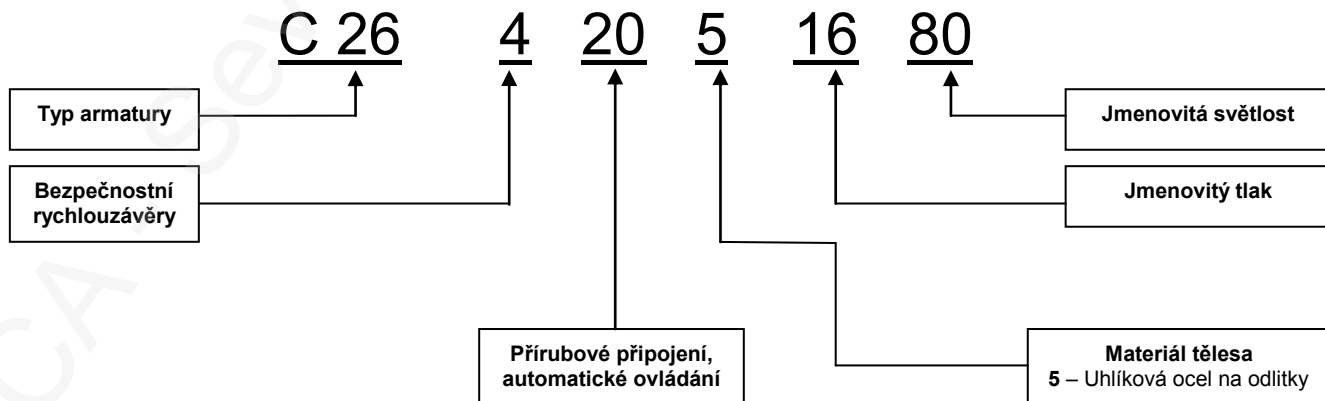 C 26 4 20 5 16 80
Typ armatury
Jmenovitá světlost
Bezpečnostní
rychlouzávěry
Jmenovitý tlak
Přírubové připojení,
automatické ovládání
Materiál tělesa
5 – Uhlíková ocel na odlitky